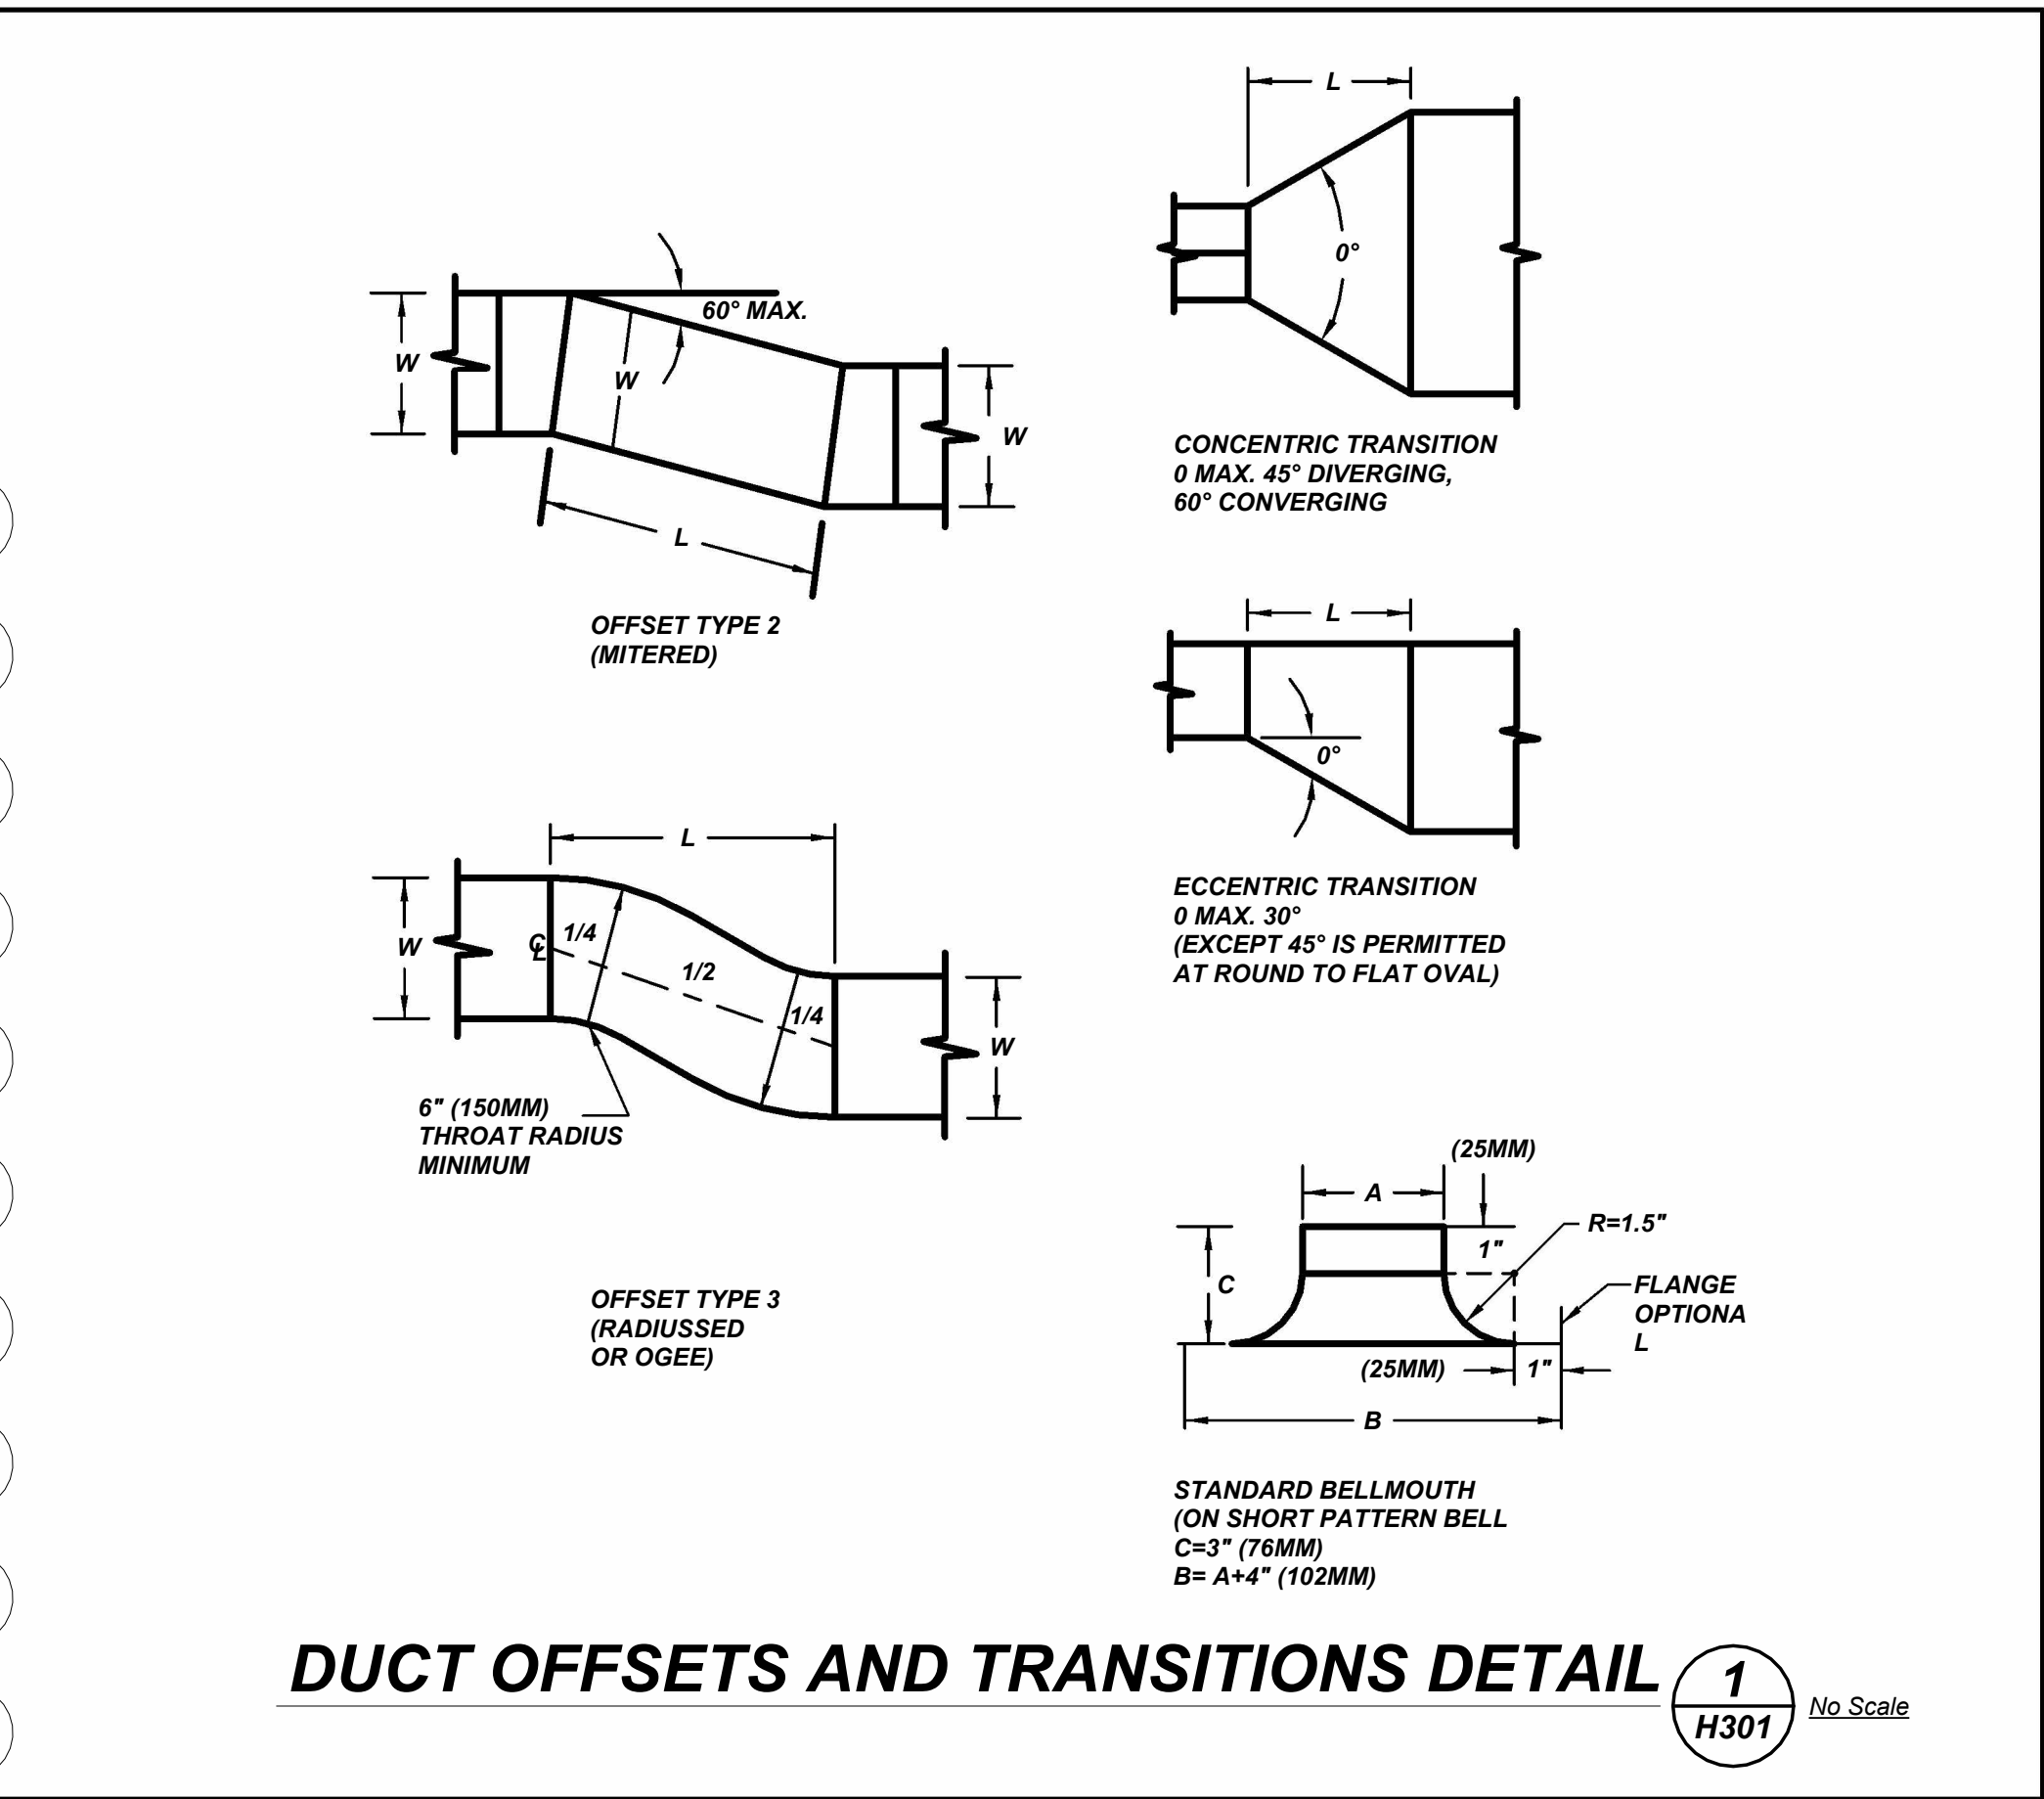 60° MAX.
W
W
W
L
OFFSET TYPE 2
(MITERED)
L
0°
CONCENTRIC TRANSITION
0 MAX. 45° DIVERGING,
60° CONVERGING
L
0°
ECCENTRIC TRANSITION
0 MAX. 30°
(EXCEPT 45° IS PERMITTED
AT ROUND TO FLAT OVAL)
L
W
CL
1/4
1/2
1/4
W
6" (150MM)
THROAT RADIUS
MINIMUM
OFFSET TYPE 3
(RADIUSSED
OR OGEE)
(25MM)
A
R=1.5"
1"
C
FLANGE
OPTIONA
L
(25MM)
1"
B
STANDARD BELLMOUTH
(ON SHORT PATTERN BELL
C=3" (76MM)
B= A+4" (102MM)
DUCT OFFSETS AND TRANSITIONS DETAIL
1
H301
No Scale